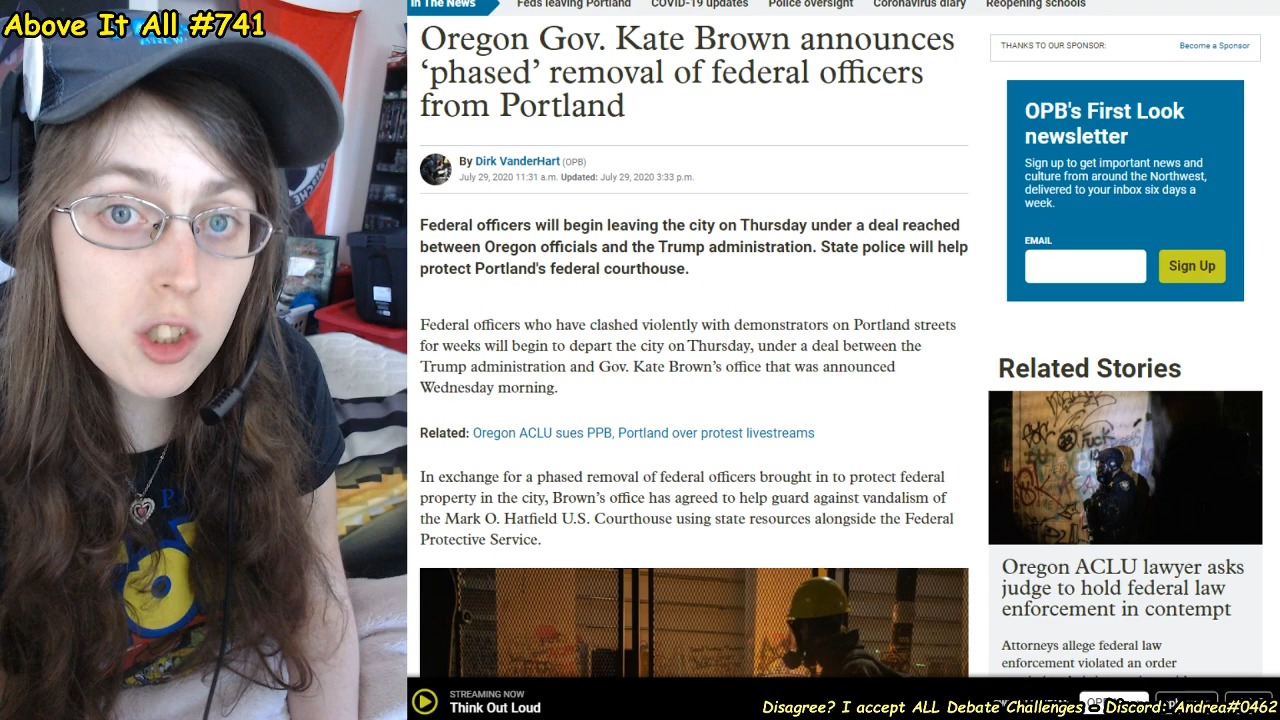 Above It All #741
In The News
Feds leaving Portland
COVID-19 updates
Police oversight
Coronavirus diary
Reopening schools
Oregon Gov. Kate Brown announces
‘phased’ removal of federal officers
from Portland
By Dirk VanderHart (OPB)
July 29, 2020 11:31 a.m. Updated: July 29, 2020 3:33 p.m.
Federal officers will begin leaving the city on Thursday under a deal reached
between Oregon officials and the Trump administration. State police will help
protect Portland's federal courthouse.
Federal officers who have clashed violently with demonstrators on Portland streets
for weeks will begin to depart the city on Thursday, under a deal between the
Trump administration and Gov. Kate Brown’s office that was announced
Wednesday morning.
Related: Oregon ACLU sues PPB, Portland over protest livestreams
In exchange for a phased removal of federal officers brought in to protect federal
property in the city, Brown’s office has agreed to help guard against vandalism of
the Mark O. Hatfield U.S. Courthouse using state resources alongside the Federal
Protective Service.
THANKS TO OUR SPONSOR:
Become a Sponsor
OPB's First Look
newsletter
Sign up to get important news and
culture from around the Northwest,
delivered to your inbox six days a
week.
EMAIL
Sign Up
Related Stories
Oregon ACLU lawyer asks
judge to hold federal law
enforcement in contempt
Attorneys allege federal law
enforcement violated an order
STREAMING NOW
Think Out Loud
Disagree? I accept ALL Debate Challenges Discord: Andrea#0462